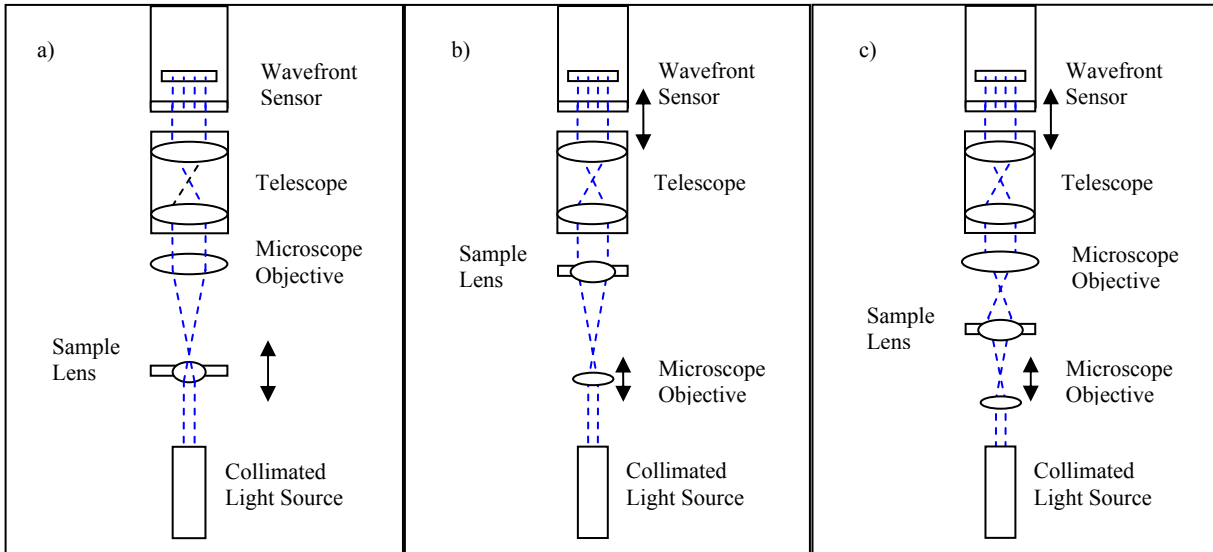 a)
Wavefront
Sensor
Telescope
Microscope
Objective
Sample
Lens
Collimated
Light Source
b)
Wavefront
Sensor
Telescope
Sample
Lens
Microscope
Objective
Collimated
Light Source
c)
Wavefront
Sensor
Telescope
Microscope
Objective
Sample
Lens
Microscope
Objective
Collimated
Light Source